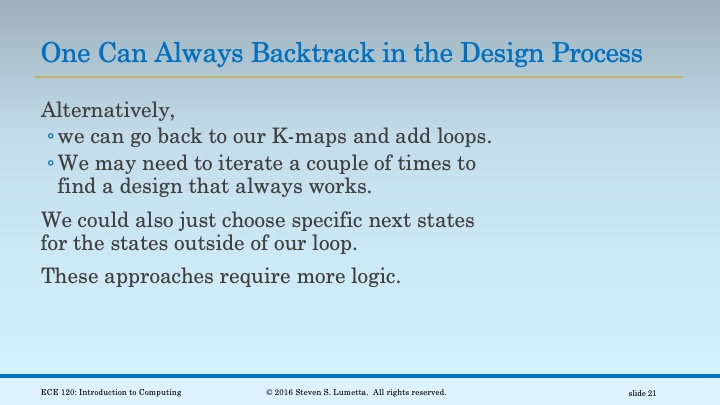 One Can Always Backtrack in the Design Process
Alternatively,
◦ we can go back to our K-maps and add loops.
◦ We may need to iterate a couple of times to
find a design that always works.
We could also just choose specific next states
for the states outside of our loop.
These approaches require more logic.
ECE 120: Introduction to Computing © 2016 Steven S. Lumetta. All rights reserved. slide 21